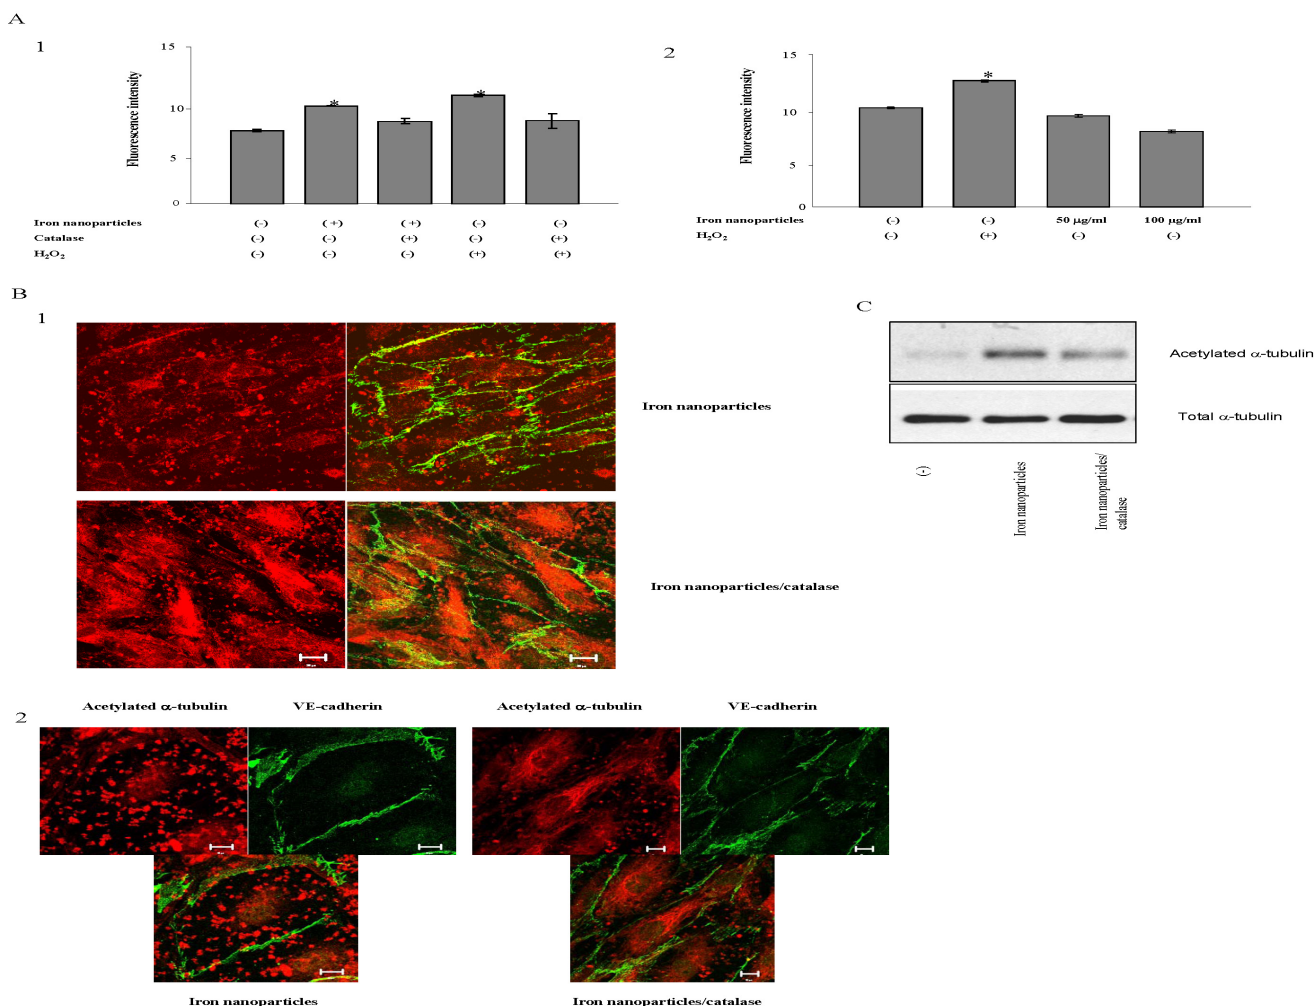 A
1
Fluorescence intensity
15
10
5
0
*
*
Iron nanoparticles (-) (+) (+) (-) (-)
Catalase (-) (-) (+) (-) (+)
H₂O₂ (-) (-) (-) (+) (+)
2
Fluorescence intensity
15
10
5
0
*
Iron nanoparticles (-) (-) 50 μg/ml 100 μg/ml
H₂O₂ (-) (+) (-) (-)
B
1
Iron nanoparticles
Iron nanoparticles/catalase
C
Acetylated α-tubulin
Total α-tubulin
(-)
Iron nanoparticles
Iron nanoparticles/
catalase
2
Acetylated α-tubulin VE-cadherin
Acetylated α-tubulin VE-cadherin
Iron nanoparticles
Iron nanoparticles/catalase